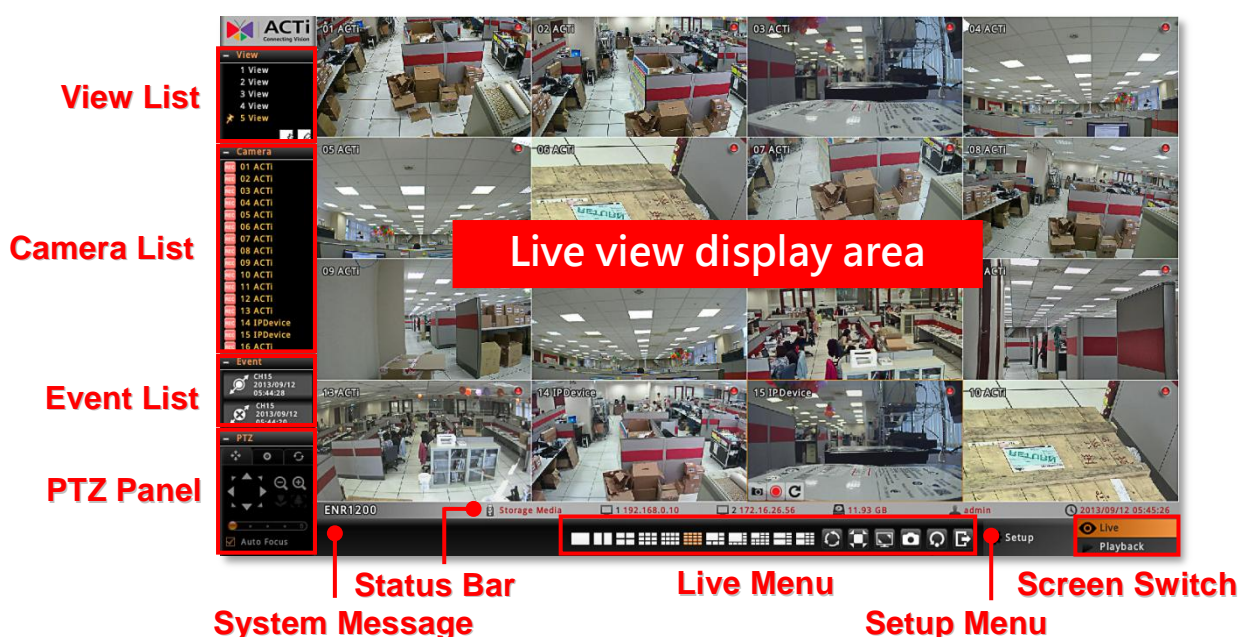 ACTi
Connecting Vision
View List
View
1 View
2 View
3 View
4 View
5 View
Camera List
Camera
01 ACTi
02 ACTi
03 ACTi
04 ACTi
05 ACTi
06 ACTi
07 ACTi
08 ACTi
09 ACTi
10 ACTi
11 ACTi
12 ACTi
13 ACTi
14 IPDevice
15 IPDevice
16 ACTi
Event List
Event
CH15
2013/09/12
05:44:28
CH15
2013/09/12
05:44:20
PTZ Panel
PTZ
Auto Focus
01 ACTi
02 ACTi
03 ACTi
04 ACTi
05 ACTi
06 ACTi
07 ACTi
08 ACTi
Live view display area
09 ACTi
ACTi
13 ACTi
14 IPDevice
15 IPDevice
10 ACTi
ENR1200
Storage Media
1 192.168.0.10
2 172.16.26.56
11.93 GB
admin
2013/09/12 05:45:26
Setup
Live
Playback
Status Bar
Live Menu
Screen Switch
System Message
Setup Menu